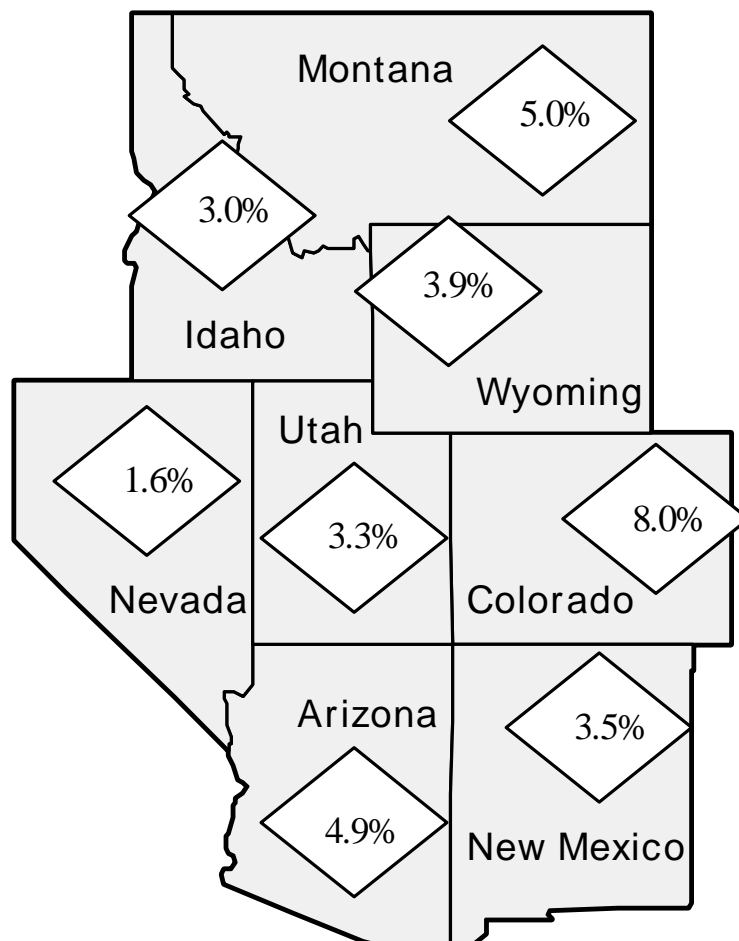 Montana
5.0%
3.0%
3.9%
Idaho
Wyoming
Utah
1.6%
8.0%
3.3%
Nevada
Colorado
Arizona
3.5%
4.9%
New Mexico